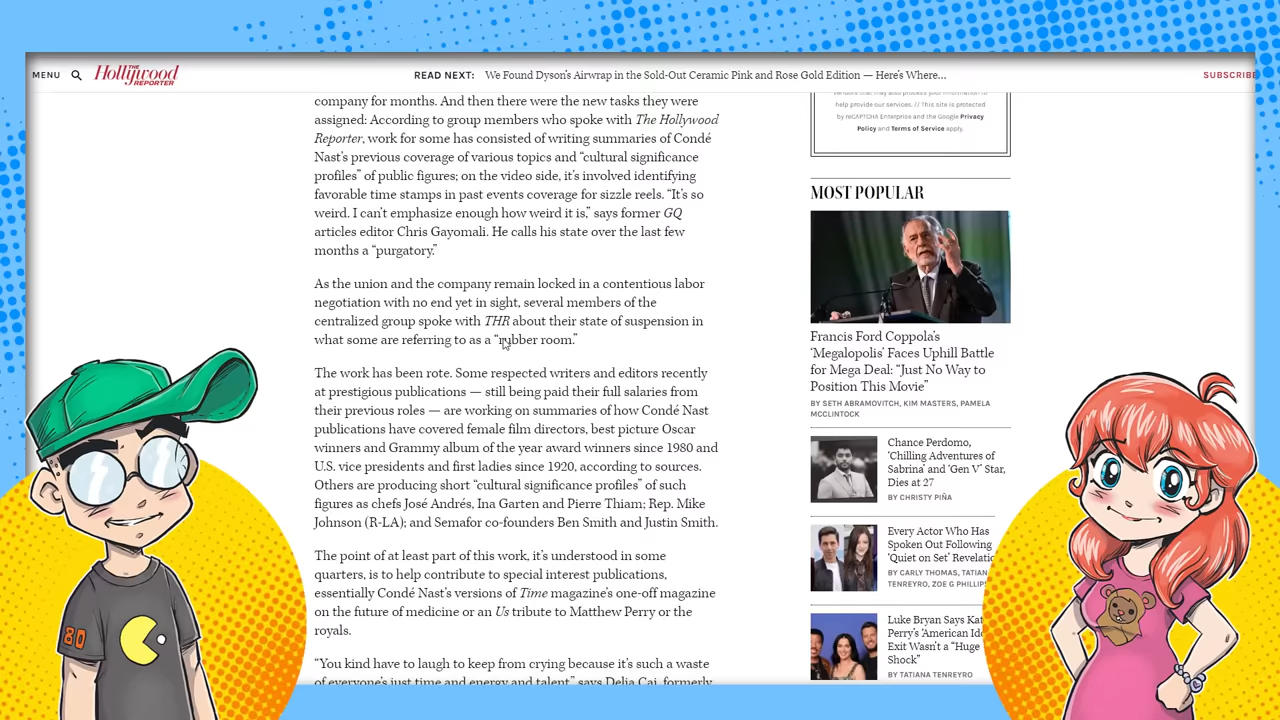 MENU
THE
Hollywood
REPORTER
READ NEXT: We Found Dyson's Airwrap in the Sold-Out Ceramic Pink and Rose Gold Edition — Here's Where...
SUBSCRIBE
company for months. And then there were the new tasks they were
assigned: According to group members who spoke with The Hollywood
Reporter, work for some has consisted of writing summaries of Condé
Nast's previous coverage of various topics and “cultural significance
profiles” of public figures; on the video side, it's involved identifying
favorable time stamps in past events coverage for sizzle reels. “It's so
weird. I can't emphasize enough how weird it is,” says former GQ
articles editor Chris Gayomali. He calls his state over the last few
months a “purgatory.”
As the union and the company remain locked in a contentious labor
negotiation with no end yet in sight, several members of the
centralized group spoke with THR about their state of suspension in
what some are referring to as a “rubber room.”
The work has been rote. Some respected writers and editors recently
at prestigious publications — still being paid their full salaries from
their previous roles — are working on summaries of how Condé Nast
publications have covered female film directors, best picture Oscar
winners and Grammy album of the year award winners since 1980 and
U.S. vice presidents and first ladies since 1920, according to sources.
Others are producing short “cultural significance profiles” of such
figures as chefs José Andrés, Ina Garten and Pierre Thiam; Rep. Mike
Johnson (R-LA); and Semafor co-founders Ben Smith and Justin Smith.
The point of at least part of this work, it's understood in some
quarters, is to help contribute to special interest publications,
essentially Condé Nast's versions of Time magazine's one-off magazine
on the future of medicine or an Us tribute to Matthew Perry or the
royals.
“You kind have to laugh to keep from crying because it's such a waste
of everyone's just time and energy and talent,” says Delia Cai, formerly
vendors that may also process your information to
help provide our services. // This site is protected
by reCAPTCHA Enterprise and the Google Privacy
Policy and Terms of Service apply.
MOST POPULAR
Francis Ford Coppola's
‘Megalopolis’ Faces Uphill Battle
for Mega Deal: “Just No Way to
Position This Movie”
BY SETH ABRAMOVITCH, KIM MASTERS, PAMELA
MCCLINTOCK
Chance Perdomo,
‘Chilling Adventures of
Sabrina’ and ‘Gen V’ Star,
Dies at 27
BY CHRISTY PIÑA
Every Actor Who Has
Spoken Out Following
‘Quiet on Set’
BY CARLY THOMAS,
TENREYRO, ZOE G
Luke Bryan Says
Perry's ‘American
Exit Wasn't a “Huge
Shock”
BY TATIANA TENREYRO
80